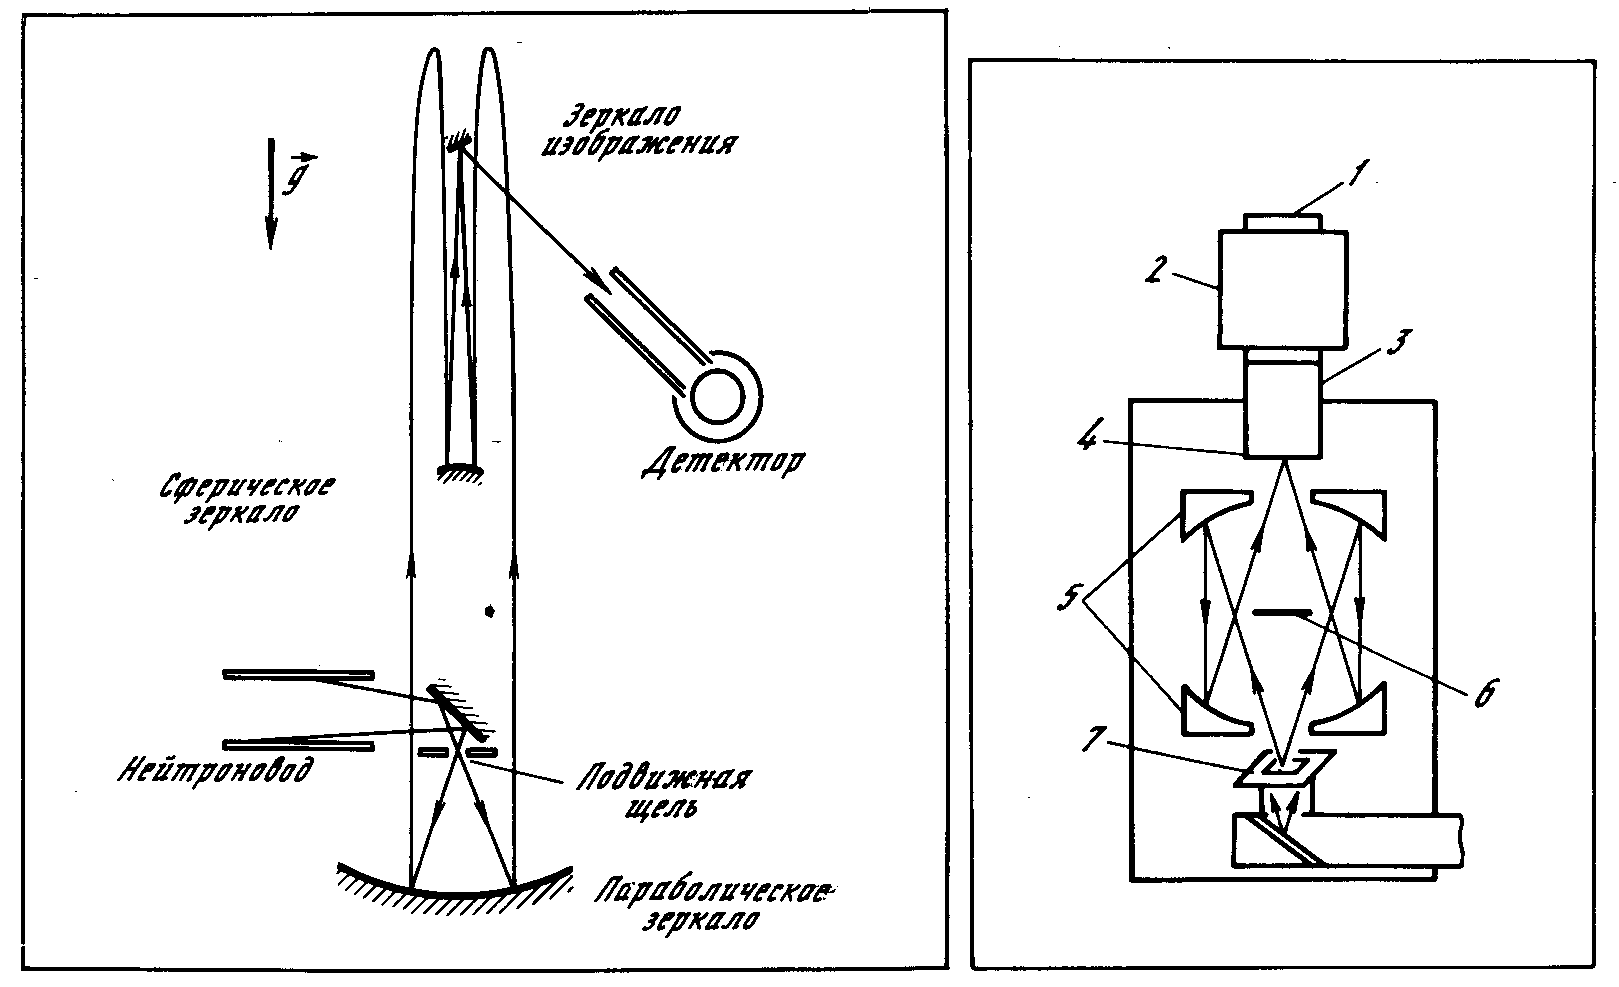 Зеркало
изображения
g
Детектор
Сферическое
зеркало
Нейтроновод
Подвижная
щель
Параболическое
зеркало
1
2
3
4
5
6
7